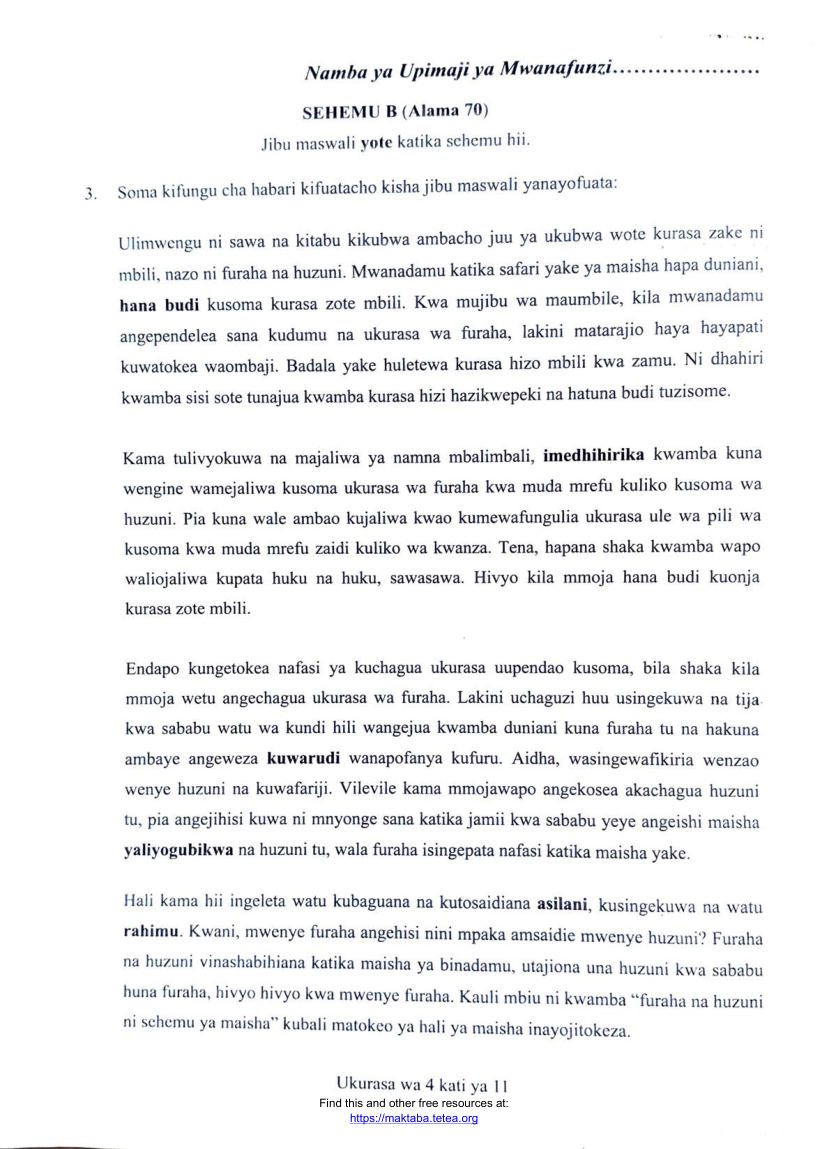 Namba ya Upimaji ya Mwanafunzi.....................
SEHEMU B (Alama 70)
Jibu maswali yote katika sehemu hii.
3. Soma kifungu cha habari kifuatacho kisha jibu maswali yanayofuata:
Ulimwengu ni sawa na kitabu kikubwa ambacho juu ya ukubwa wote kurasa zake ni
mbili, nazo ni furaha na huzuni. Mwanadamu katika safari yake ya maisha hapa duniani,
hana budi kusoma kurasa zote mbili. Kwa mujibu wa maumbile, kila mwanadamu
angependelea sana kudumu na ukurasa wa furaha, lakini matarajio haya hayapati
kuwatokea waombaji. Badala yake huletewa kurasa hizo mbili kwa zamu. Ni dhahiri
kwamba sisi sote tunajua kwamba kurasa hizi hazikwepeki na hatuna budi tuzisome.
Kama tulivyokuwa na majaliwa ya namna mbalimbali, imedhihirika kwamba kuna
wengine wamejaliwa kusoma ukurasa wa furaha kwa muda mrefu kuliko kusoma wa
huzuni. Pia kuna wale ambao kujaliwa kwao kumewafungulia ukurasa ule wa pili wa
kusoma kwa muda mrefu zaidi kuliko wa kwanza. Tena, hapana shaka kwamba wapo
waliojaliwa kupata huku na huku, sawasawa. Hivyo kila mmoja hana budi kuonja
kurasa zote mbili.
Endapo kungetokea nafasi ya kuchagua ukurasa uupendao kusoma, bila shaka kila
mmoja wetu angechagua ukurasa wa furaha. Lakini uchaguzi huu usingekuwa na tija
kwa sababu watu wa kundi hili wangejua kwamba duniani kuna furaha tu na hakuna
ambaye angeweza kuwarudi wanapofanya kufuru. Aidha, wasingewafikiria wenzao
wenye huzuni na kuwafariji. Vilevile kama mmojawapo angekosea akachagua huzuni
tu, pia angejihisi kuwa ni mnyonge sana katika jamii kwa sababu yeye angeishi maisha
yaliyogubikwa na huzuni tu, wala furaha isingepata nafasi katika maisha yake.
Hali kama hii ingeleta watu kubaguana na kutosaidiana asilani, kusingekuwa na watu
rahimu. Kwani, mwenye furaha angehisi nini mpaka amsaidie mwenye huzuni? Furaha
na huzuni vinashabihiana katika maisha ya binadamu, utajiona una huzuni kwa sababu
huna furaha, hivyo hivyo kwa mwenye furaha. Kauli mbiu ni kwamba “furaha na huzuni
ni sehemu ya maisha” kubali matokeo ya hali ya maisha inayojitokeza.
Ukurasa wa 4 kati ya 11
Find this and other free resources at:
https://maktaba.tetea.org